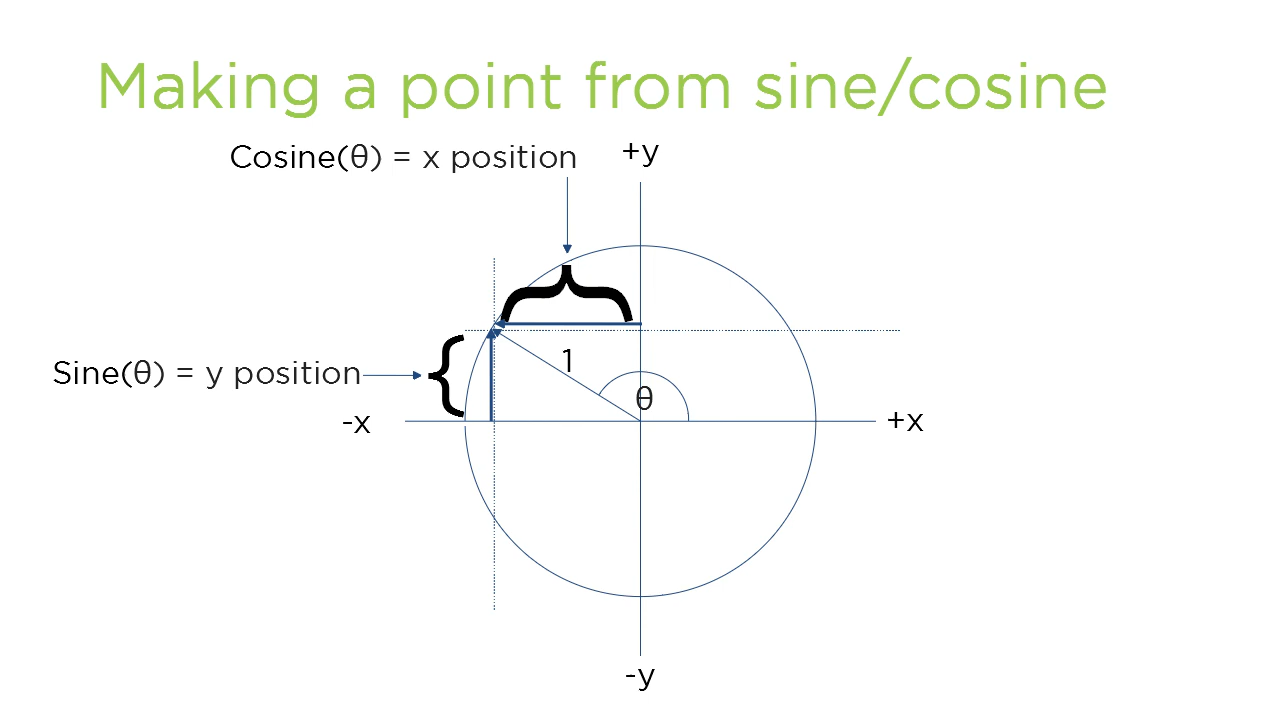 Making a point from sine/cosine
Cosine(θ) = x position
+y
1
Sine(θ) = y position
θ
-x
+x
-y